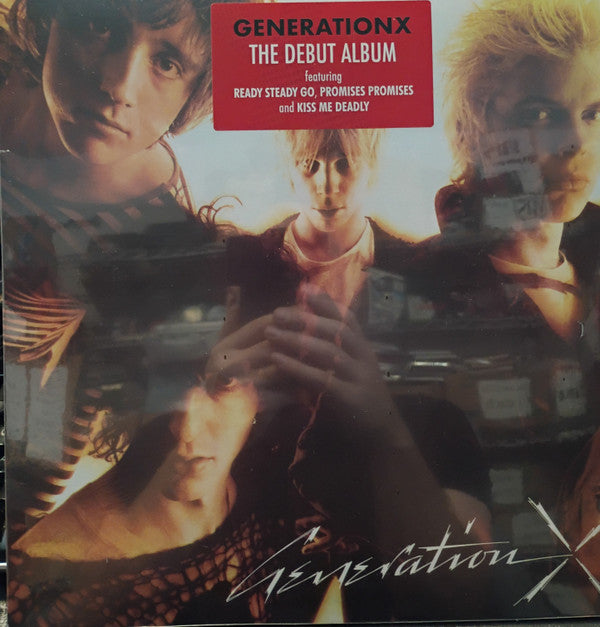 GENERATIONX
THE DEBUT ALBUM
featuring
READY STEADY GO, PROMISES PROMISES
and KISS ME DEADLY
Generation X